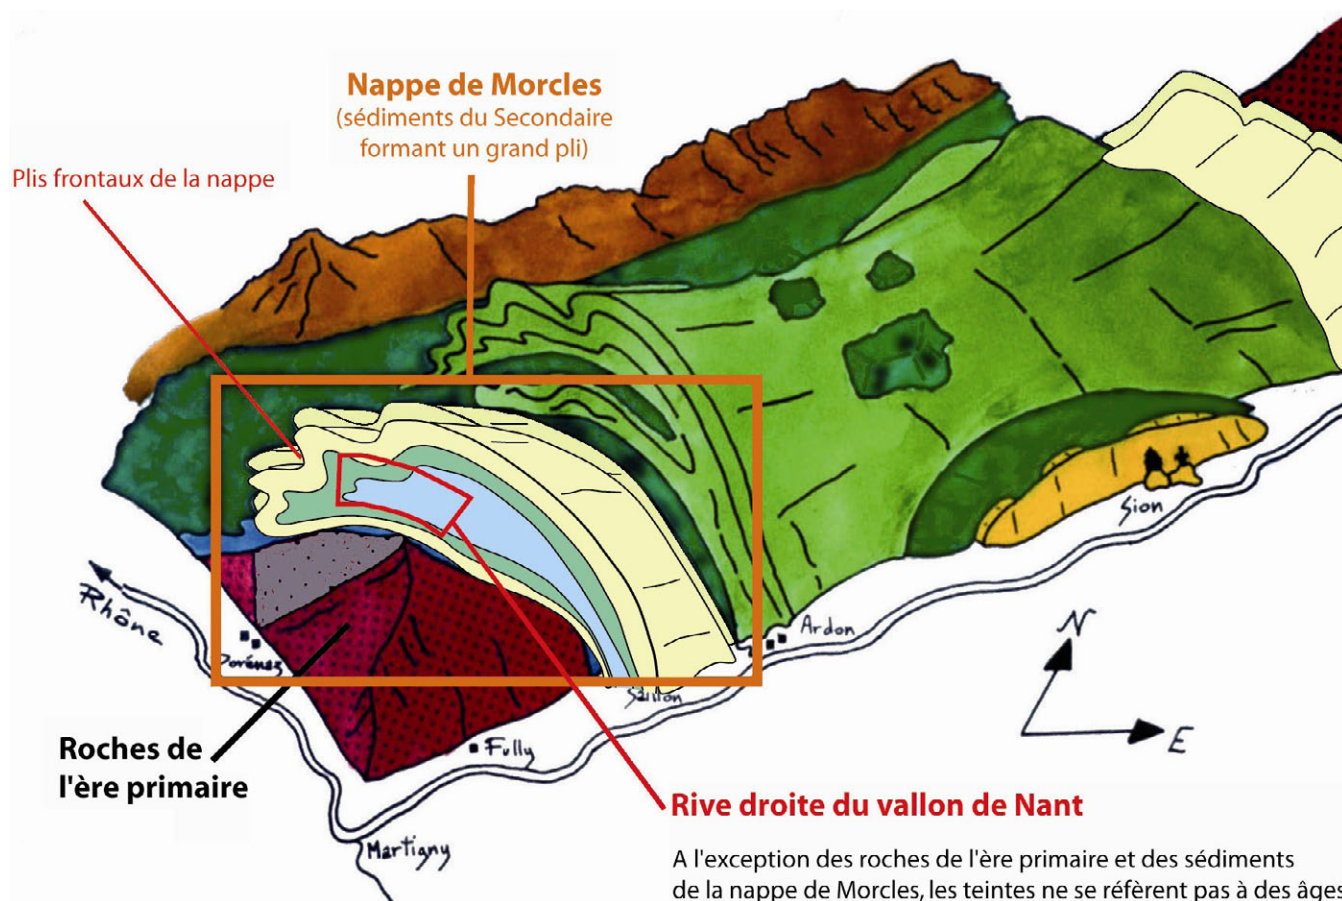 Nappe de Morcles
(sédiments du Secondaire
formant un grand pli)
Plis frontaux de la nappe
Sion
Rhône
Ardon
Dorénaz
Saillon
N
E
Roches de
l'ère primaire
Fully
Rive droite du vallon de Nant
Martigny
A l'exception des roches de l'ère primaire et des sédiments
de la nappe de Morcles, les teintes ne se réfèrent pas à des âges